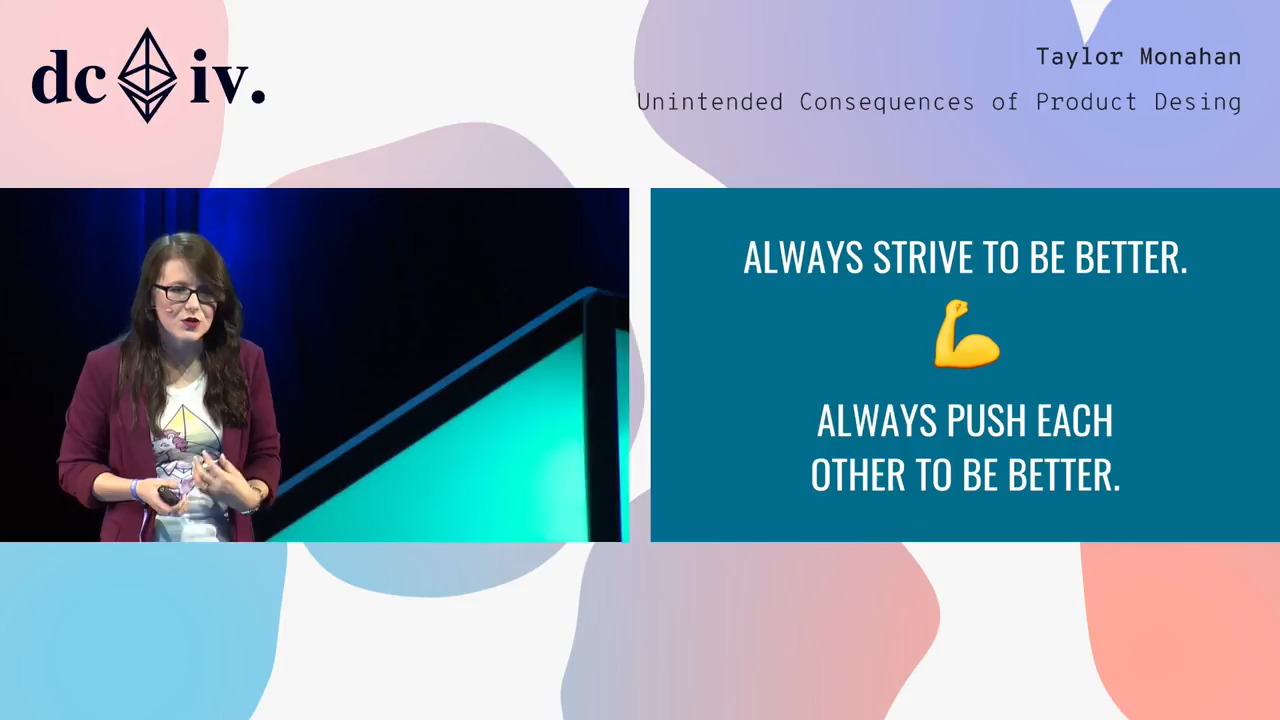 dc iv.
Taylor Monahan
Unintended Consequences of Product Desing
ALWAYS STRIVE TO BE BETTER.
ALWAYS PUSH EACH
OTHER TO BE BETTER.